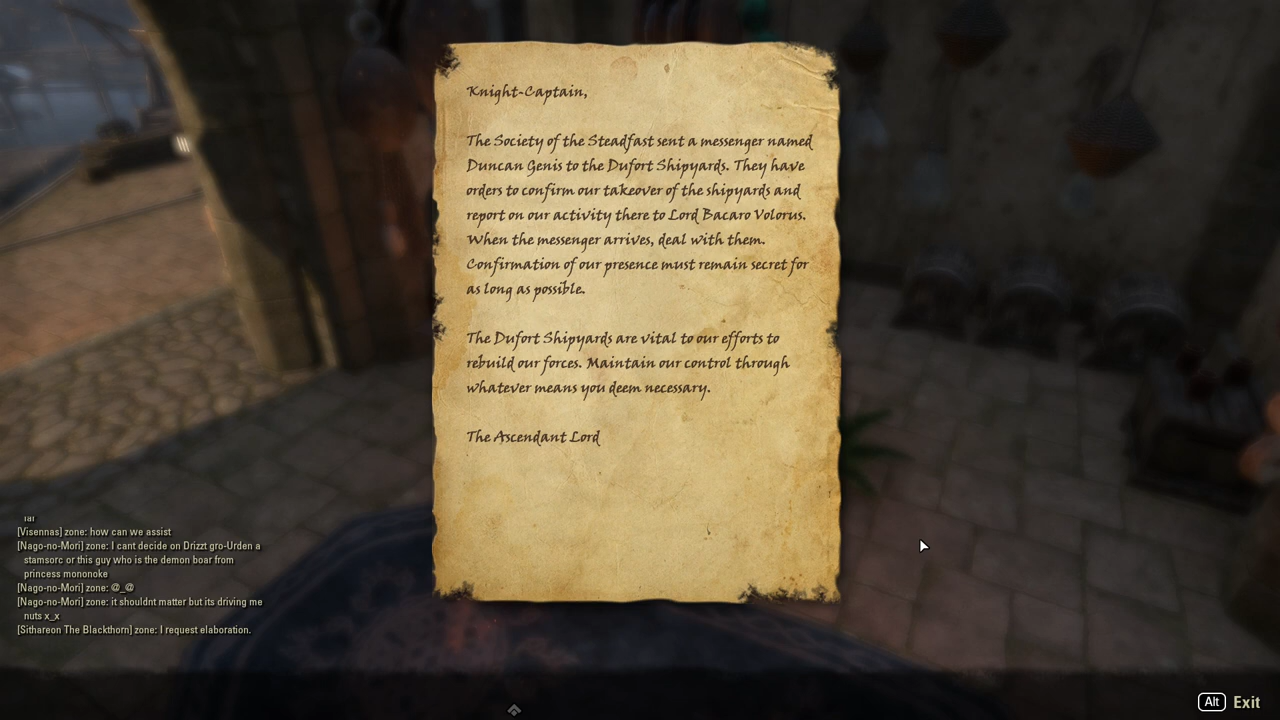 Knight-Captain,
The Society of the Steadfast sent a messenger named
Duncan Genis to the Dufort Shipyards. They have
orders to confirm our takeover of the shipyards and
report on our activity there to Lord Bacaro Volorus.
When the messenger arrives, deal with them.
Confirmation of our presence must remain secret for
as long as possible.
The Dufort Shipyards are vital to our efforts to
rebuild our forces. Maintain our control through
whatever means you deem necessary.
The Ascendant Lord
[Visennas] zone: how can we assist
[Nago-no-Mori] zone: I cant decide on Drizzt gro-Urden a
stamsorc or this guy who is the demon boar from
princess mononoke
[Nago-no-Mori] zone: @_@
[Nago-no-Mori] zone: it shouldnt matter but its driving me
nuts x_x
[Sithareon The Blackthorn] zone: I request elaboration.
Alt Exit